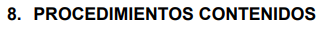 8. PROCEDIMIENTOS CONTENIDOS